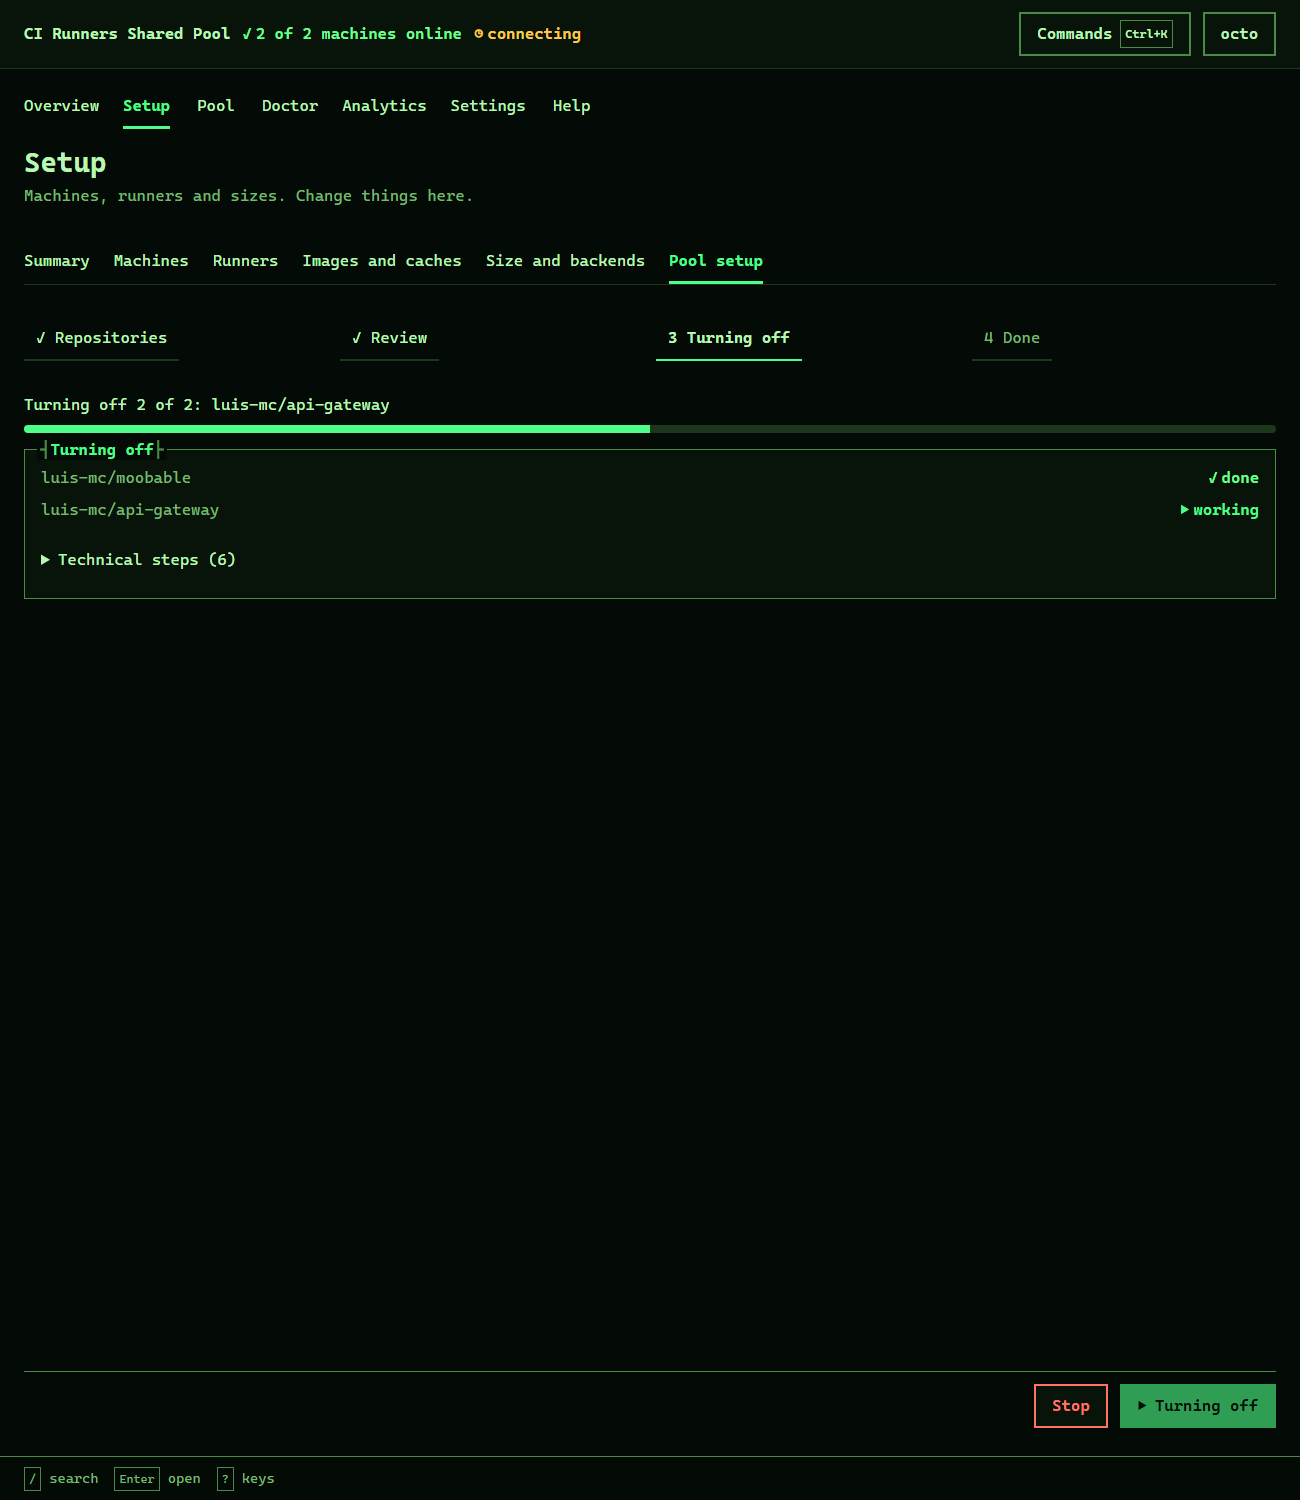 CI Runners Shared Pool ✓ 2 of 2 machines online connecting Commands Ctrl+K octo
Overview Setup Pool Doctor Analytics Settings Help
Setup
Machines, runners and sizes. Change things here.
Summary Machines Runners Images and caches Size and backends Pool setup
✓ Repositories ✓ Review 3 Turning off 4 Done
Turning off 2 of 2: luis-mc/api-gateway
Turning off
luis-mc/moobable ✓ done
luis-mc/api-gateway ▶ working
▶ Technical steps (6)
Stop ▶ Turning off
/ search Enter open ? keys